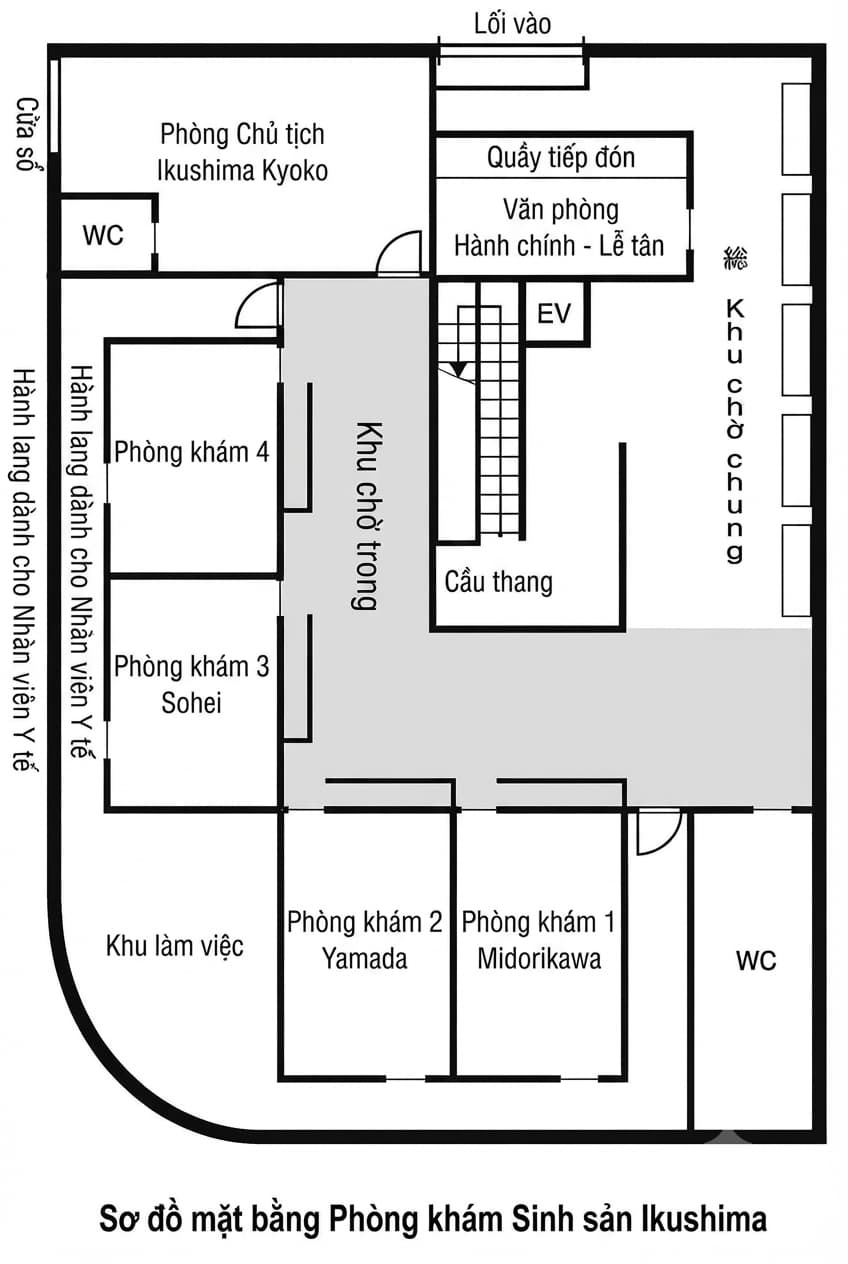 Lối vào
Cửa sổ
Phòng Chủ tịch
Ikushima Kyoko
WC
Quầy tiếp đón
Văn phòng
Hành chính - Lễ tân
EV
Khu chờ chung
Hành lang dành cho Nhàn viên Y tế
Hành lang dành cho Nhàn viên Y tế
Phòng khám 4
Khu chờ trong
Cầu thang
Phòng khám 3
Sohei
Khu làm việc
Phòng khám 2
Yamada
Phòng khám 1
Midorikawa
WC
Sơ đồ mặt bằng Phòng khám Sinh sản Ikushima